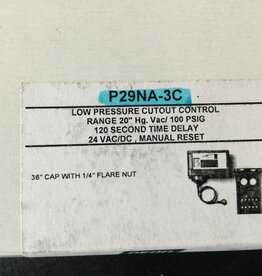 P29NA-3C
LOW PRESSURE CUTOUT CONTROL
RANGE 20" Hg. Vac/ 100 PSIG
120 SECOND TIME DELAY
24 VAC/DC , MANUAL RESET
36" CAP WITH 1/4" FLARE NUT